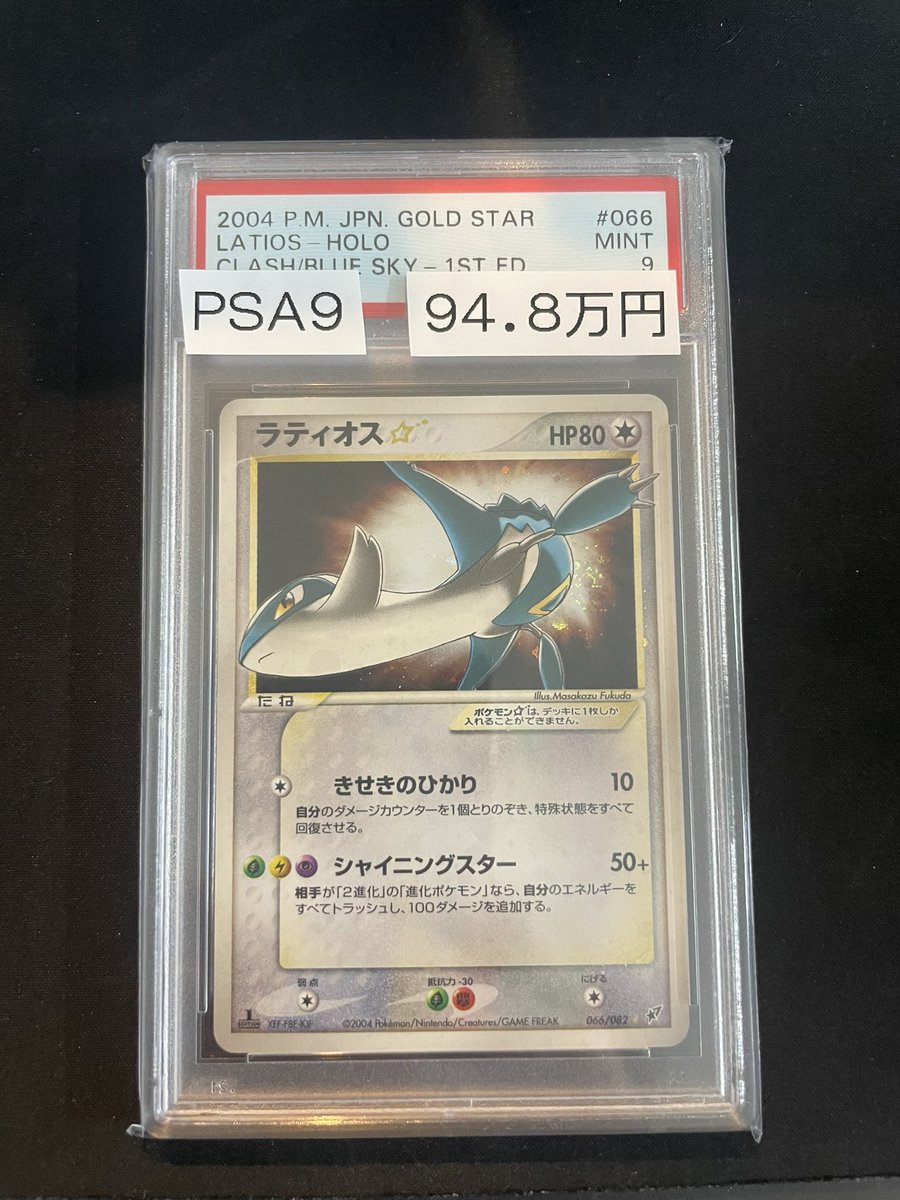 2004 P.M. JPN. GOLD STAR #066
LATIOS-HOLO MINT
CLASH/BLUE SKY-1ST ED. 9
PSA9 94.8万円
ラティオス☆ HP80
Illus.Masakazu Fukuda
たね
ポケモン☆は、デッキに1枚しか
入れることができません。
きせきのひかり 10
自分のダメージカウンターを1個とりのぞき、特殊状態をすべて
回復させる。
シャイニングスター 50+
相手が「2進化」の「進化ポケモン」なら、自分のエネルギーを
すべてトラッシュし、100ダメージを追加する。
弱点 抵抗力 -30 にげる
闘
1 EDITION ©2004 Pokémon/Nintendo/Creatures/GAME FREAK 066/082